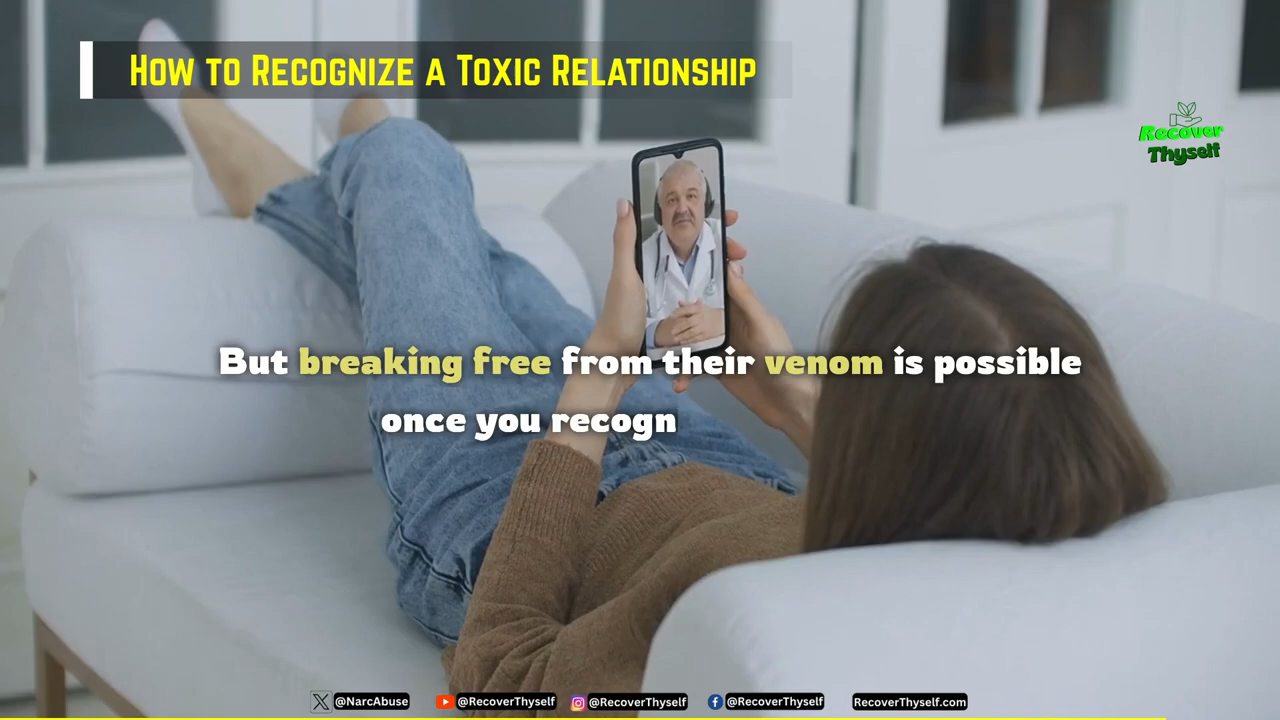 How to Recognize a Toxic Relationship
Recover
Thyself
But breaking free from their venom is possible
once you recogn
@NarcAbuse @RecoverThyself @RecoverThyself @RecoverThyself RecoverThyself.com